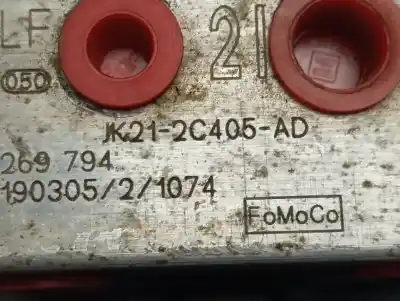 LF 21
050
JK21-2C405-AD
269 794
190305/2/1074
FoMoCo